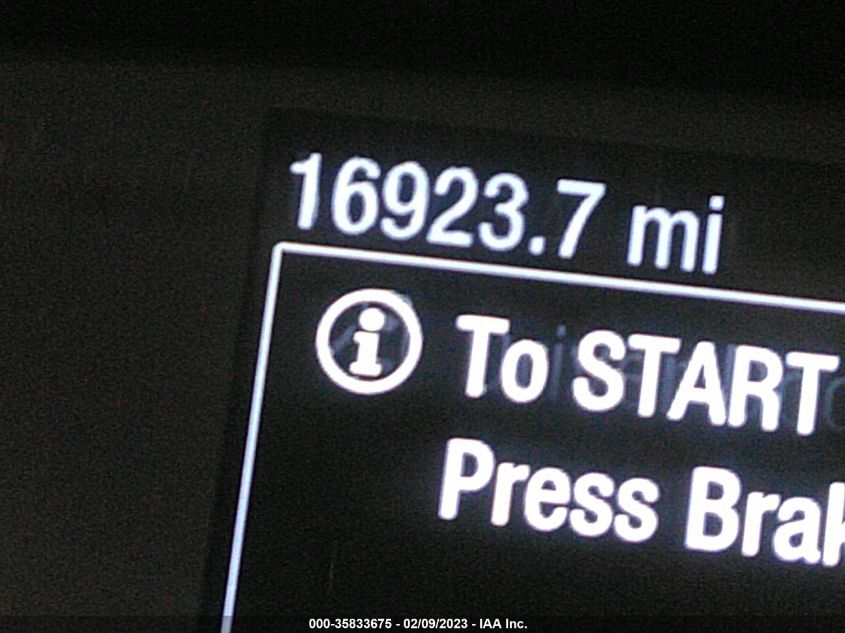 16923.7 mi
To START
Press Brak
000-35833675 - 02/09/2023 - IAA Inc.